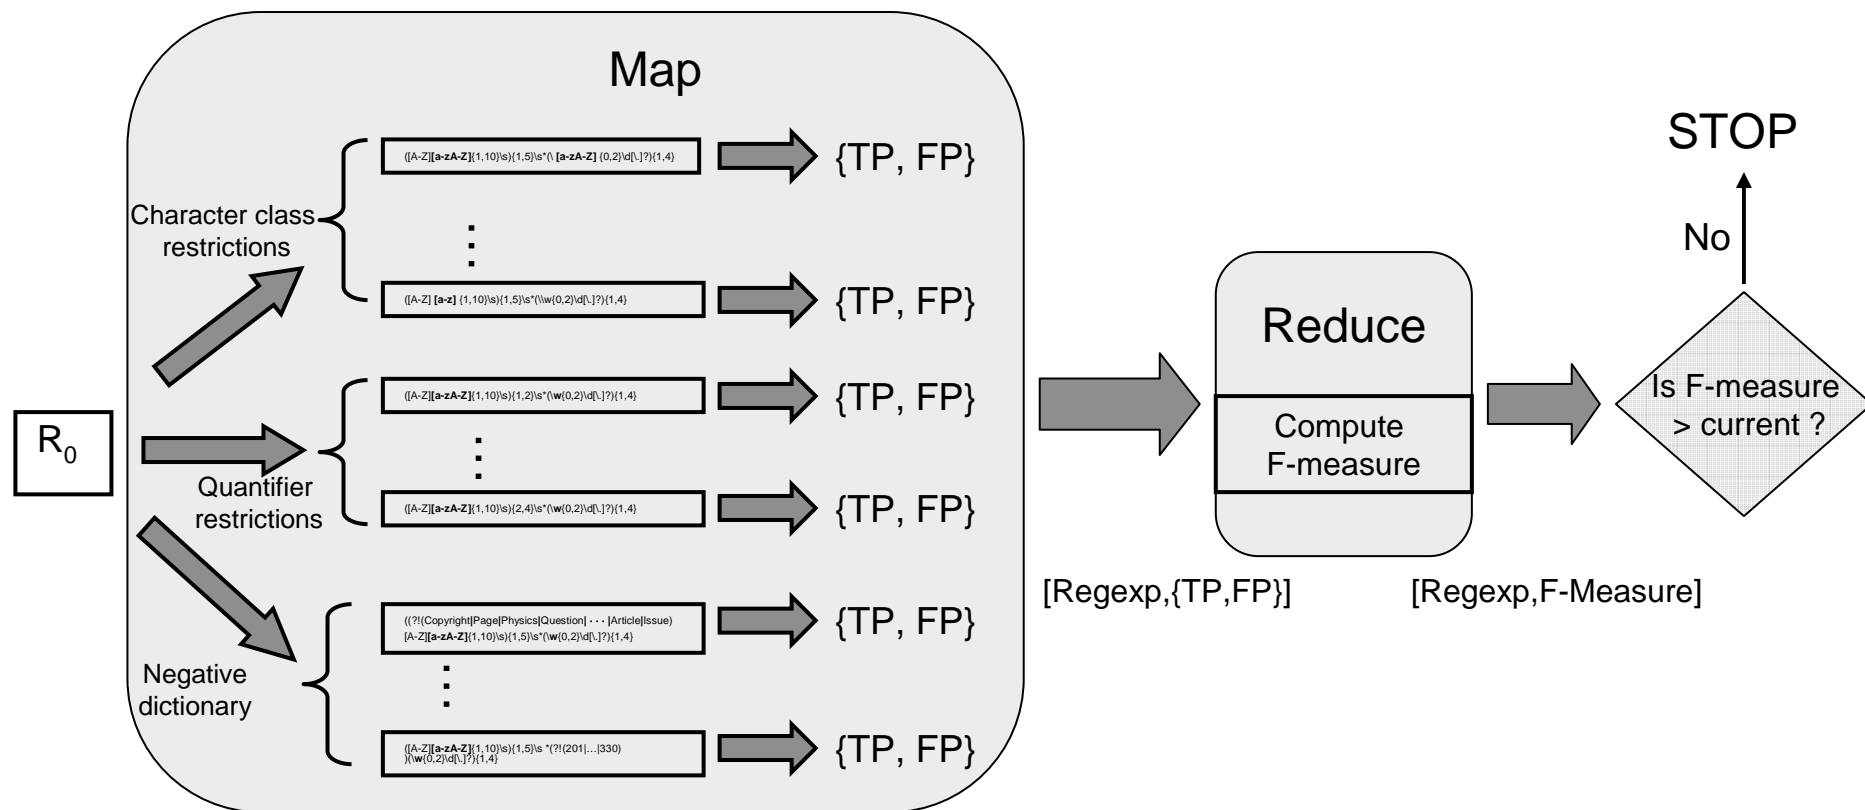 Map
STOP
No
([A-Z][a-zA-Z]{1,10}\s){1,5}\s*(\ [a-zA-Z] {0,2}\d[\.]?){1,4}
{TP, FP}
Character class
restrictions
([A-Z] [a-z] {1,10}\s){1,5}\s*(\\w{0,2}\d[\.]?){1,4}
{TP, FP}
Reduce
([A-Z][a-zA-Z]{1,10}\s){1,2}\s*(\w{0,2}\d[\.]?){1,4}
{TP, FP}
Is F-measure
> current ?
R0
Compute
F-measure
Quantifier
restrictions
([A-Z][a-zA-Z]{1,10}\s){2,4}\s*(\w{0,2}\d[\.]?){1,4}
{TP, FP}
[Regexp,{TP,FP}]
[Regexp,F-Measure]
((?!(Copyright|Page|Physics|Question| · · · |Article|Issue)
[A-Z][a-zA-Z]{1,10}\s){1,5}\s*(\w{0,2}\d[\.]?){1,4}
{TP, FP}
Negative
dictionary
([A-Z][a-zA-Z]{1,10}\s){1,5}\s *(?!(201|...|330)
)(\w{0,2}\d[\.]?){1,4}
{TP, FP}